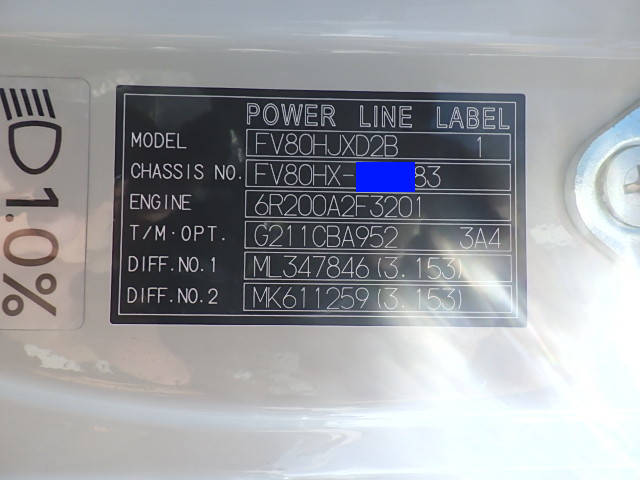 POWER LINE LABEL
MODEL FV80HJXD2B 1
CHASSIS NO. FV80HX- 83
ENGINE 6R200A2F3201
T/M·OPT. G211CBA952 3A4
DIFF.NO.1 ML347846(3.153)
DIFF.NO.2 MK611259(3.153)
1.0%